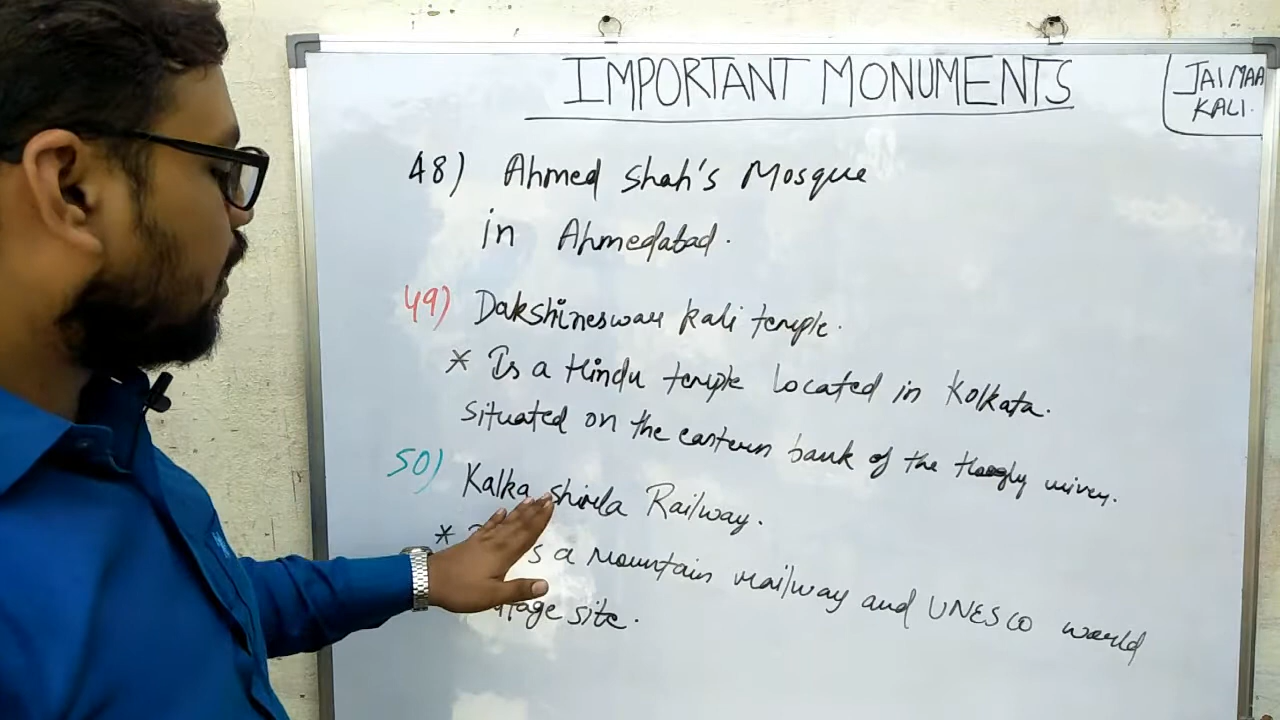 IMPORTANT MONUMENTS
JAI MAA
KALI.
48) Ahmed Shah's Mosque
in Ahmedabad.
49) Dakshineswar kali temple.
* Is a Hindu temple Located in Kolkata.
situated on the eastern bank of the Hoogly river.
50) Kalka shimla Railway.
* is a mountain railway and UNESCO world
site.